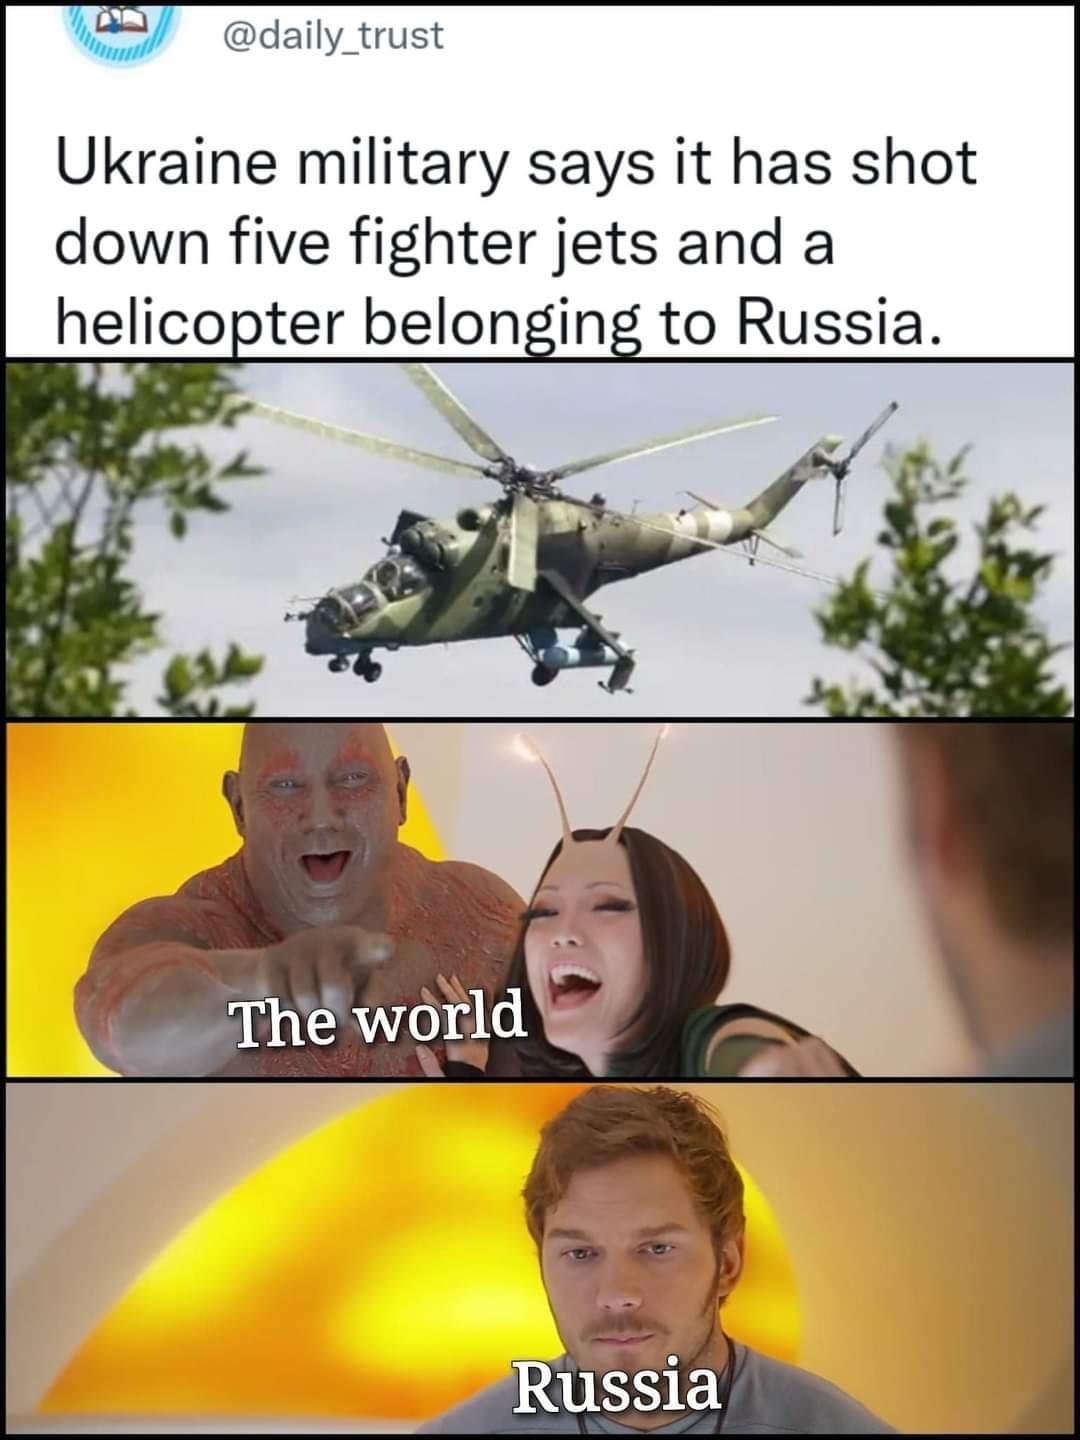 @daily_trust
Ukraine military says it has shot
down five fighter jets and a
helicopter belonging to Russia.
The world
Russia